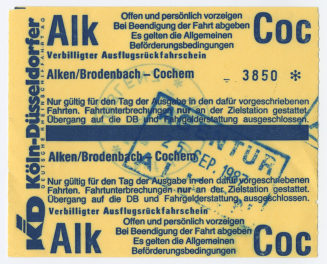 Alk
Offen und persönlich vorzeigen
Bei Beendigung der Fahrt abgeben
Es gelten die Allgemeinen
Beförderungsbedingungen
Coc
Verbilligter Ausflugsrückfahrschein
Alken/Brodenbach – Cochem
3850 *
Nur gültig für den Tag der Ausgabe in den dafür vorgeschriebenen
Fahrten. Fahrtunterbrechungen nur an der Zielstation gestattet.
Übergang auf die DB und Fahrgelderstattung ausgeschlossen.
Alken/Brodenbach – Cochem
Nur gültig für den Tag der Ausgabe in den dafür vorgeschriebenen
Fahrten. Fahrtunterbrechungen nur an der Zielstation gestattet.
Übergang auf die DB und Fahrgelderstattung ausgeschlossen.
Verbilligter Ausflugsrückfahrschein
Alk
Offen und persönlich vorzeigen
Bei Beendigung der Fahrt abgeben
Es gelten die Allgemeinen
Beförderungsbedingungen
Coc
KD Köln-Düsseldorfer
AGENTUR
25. SEP. 1992